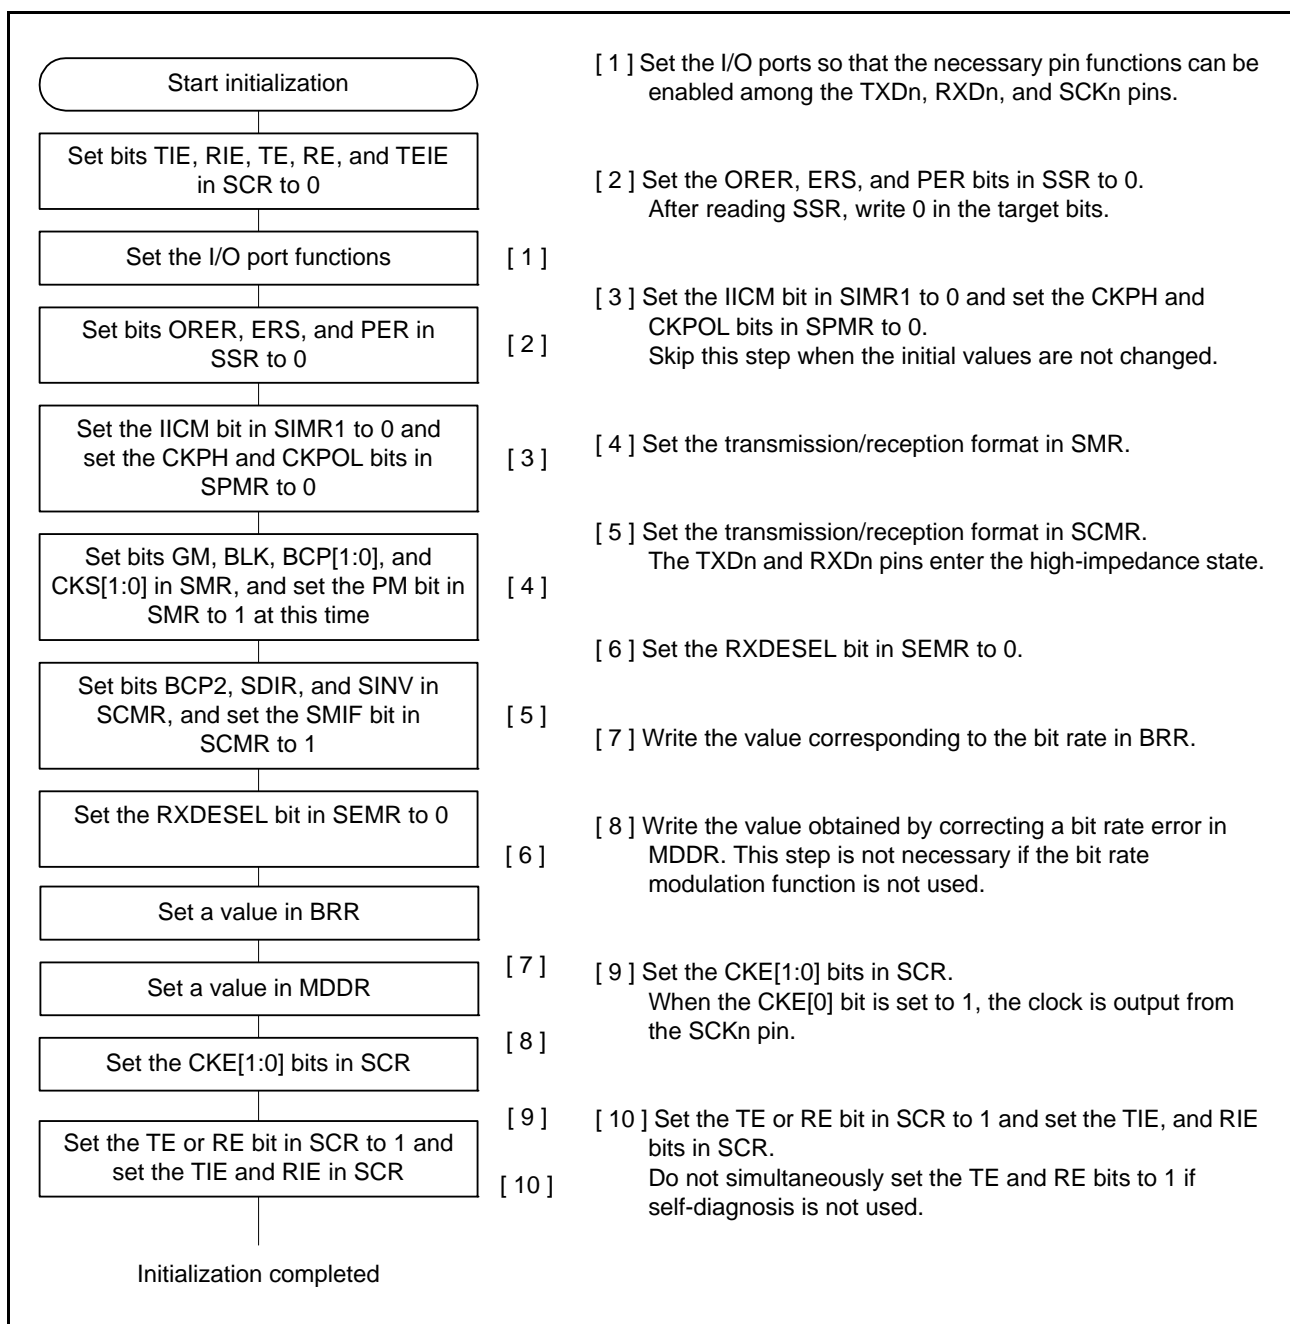 Start initialization
Set bits TIE, RIE, TE, RE, and TEIE
in SCR to 0
Set the I/O port functions
[ 1 ]
Set bits ORER, ERS, and PER in
SSR to 0
[ 2 ]
Set the IICM bit in SIMR1 to 0 and
set the CKPH and CKPOL bits in
SPMR to 0
[ 3 ]
Set bits GM, BLK, BCP[1:0], and
CKS[1:0] in SMR, and set the PM bit in
SMR to 1 at this time
[ 4 ]
Set bits BCP2, SDIR, and SINV in
SCMR, and set the SMIF bit in
SCMR to 1
[ 5 ]
Set the RXDESEL bit in SEMR to 0
[ 6 ]
Set a value in BRR
[ 7 ]
Set a value in MDDR
[ 8 ]
Set the CKE[1:0] bits in SCR
[ 9 ]
Set the TE or RE bit in SCR to 1 and
set the TIE and RIE in SCR
[ 10 ]
Initialization completed
[ 1 ] Set the I/O ports so that the necessary pin functions can be
enabled among the TXDn, RXDn, and SCKn pins.
[ 2 ] Set the ORER, ERS, and PER bits in SSR to 0.
After reading SSR, write 0 in the target bits.
[ 3 ] Set the IICM bit in SIMR1 to 0 and set the CKPH and
CKPOL bits in SPMR to 0.
Skip this step when the initial values are not changed.
[ 4 ] Set the transmission/reception format in SMR.
[ 5 ] Set the transmission/reception format in SCMR.
The TXDn and RXDn pins enter the high-impedance state.
[ 6 ] Set the RXDESEL bit in SEMR to 0.
[ 7 ] Write the value corresponding to the bit rate in BRR.
[ 8 ] Write the value obtained by correcting a bit rate error in
MDDR. This step is not necessary if the bit rate
modulation function is not used.
[ 9 ] Set the CKE[1:0] bits in SCR.
When the CKE[0] bit is set to 1, the clock is output from
the SCKn pin.
[ 10 ] Set the TE or RE bit in SCR to 1 and set the TIE, and RIE
bits in SCR.
Do not simultaneously set the TE and RE bits to 1 if
self-diagnosis is not used.